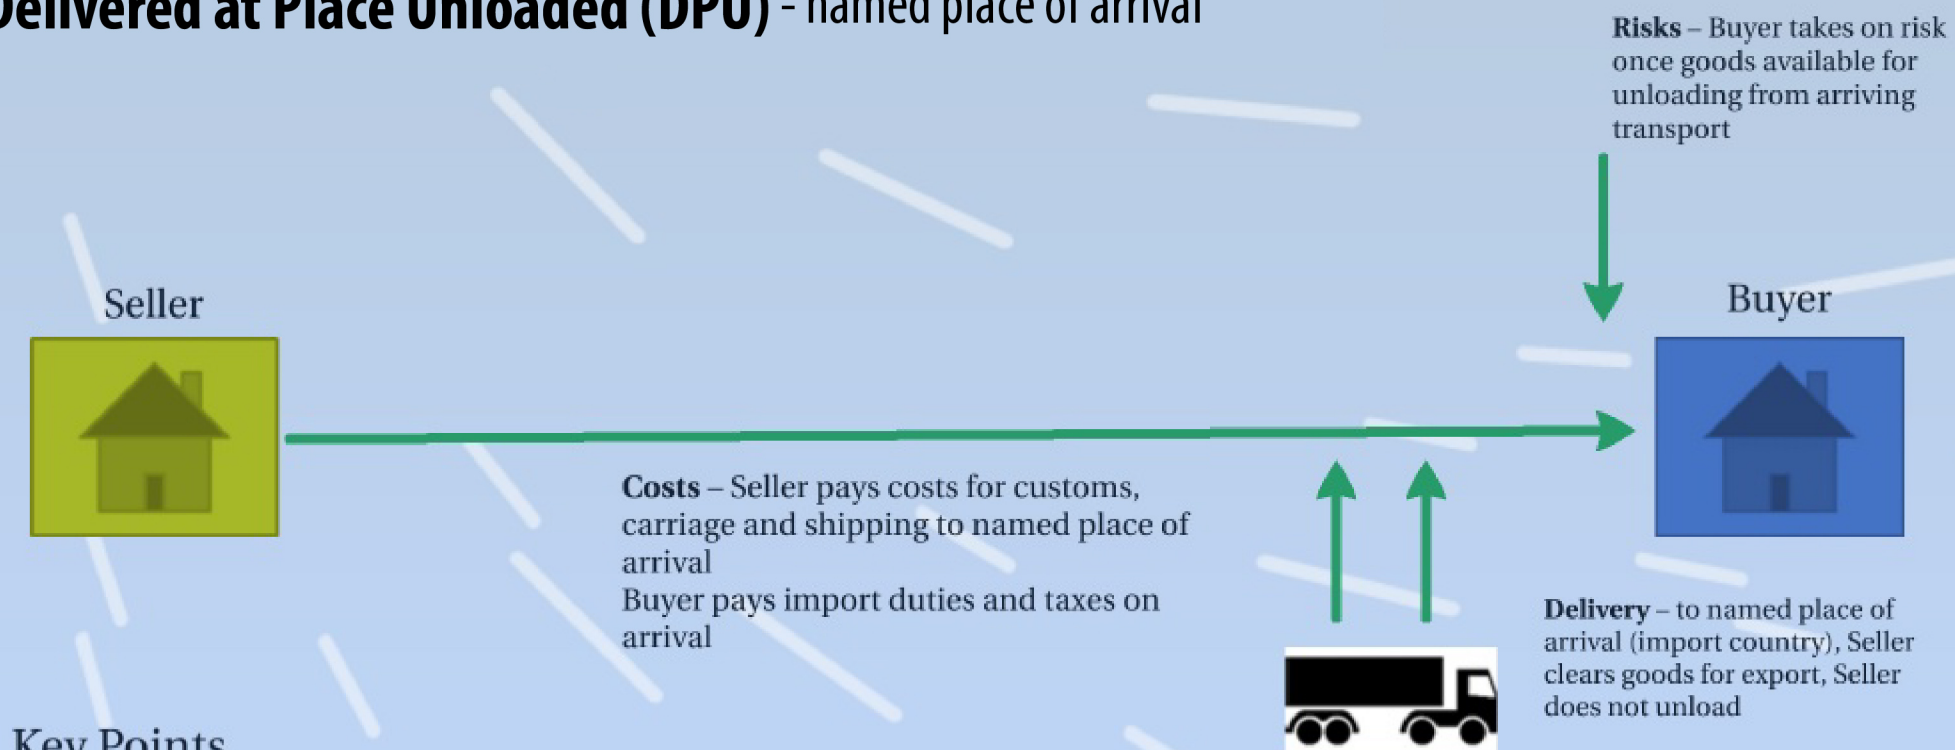 Delivered at Place Unloaded (DPU) - named place of arrival
Risks – Buyer takes on risk
once goods available for
unloading from arriving
transport
Seller
Buyer
Costs – Seller pays costs for customs,
carriage and shipping to named place of
arrival
Buyer pays import duties and taxes on
arrival
Delivery – to named place of
arrival (import country), Seller
clears goods for export, Seller
does not unload
Key Points